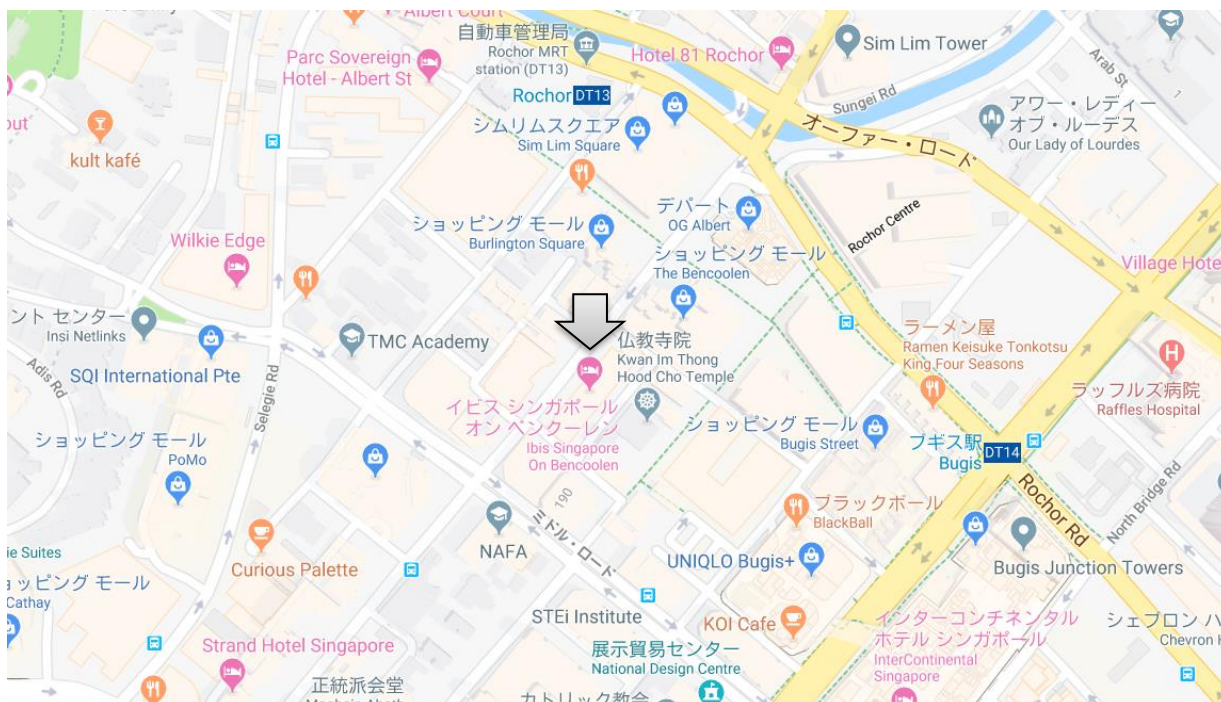 Albert Court
自動車管理局
Rochor MRT
station (DT13)
Parc Sovereign
Hotel - Albert St
Hotel 81 Rochor
Sim Lim Tower
Arab St
Rochor DT13
Sungei Rd
シムリムスクエア
Sim Lim Square
オーファー・ロード
アワー・レディー
オブ・ルーデス
Our Lady of Lourdes
out
kult kafé
デパート
OG Albert
Rochor Centre
ショッピング モール
Burlington Square
Wilkie Edge
ショッピング モール
The Bencoolen
Village Hote
ント センター
Insi Netlinks
TMC Academy
仏教寺院
Kwan Im Thong
Hood Cho Temple
ラーメン屋
Ramen Keisuke Tonkotsu
King Four Seasons
SQI International Pte
Adis Rd
Selegie Rd
ラッフルズ病院
Raffles Hospital
イビス シンガポール
オン ベンクーレン
Ibis Singapore
On Bencoolen
ショッピング モール
Bugis Street
ショッピング モール
PoMo
ブギス駅
Bugis
DT14
Rochor Rd
North Bridge Rd
190
ミドル・ロード
ブラックボール
BlackBall
NAFA
UNIQLO Bugis+
Bugis Junction Towers
ie Suites
Curious Palette
ョッピング モール
Cathay
STEi Institute
KOI Cafe
インターコンチネンタル
ホテル シンガポール
InterContinental
Singapore
シェブロン ハ
Chevron H
Strand Hotel Singapore
展示貿易センター
National Design Centre
正統派会堂
カトリック教会